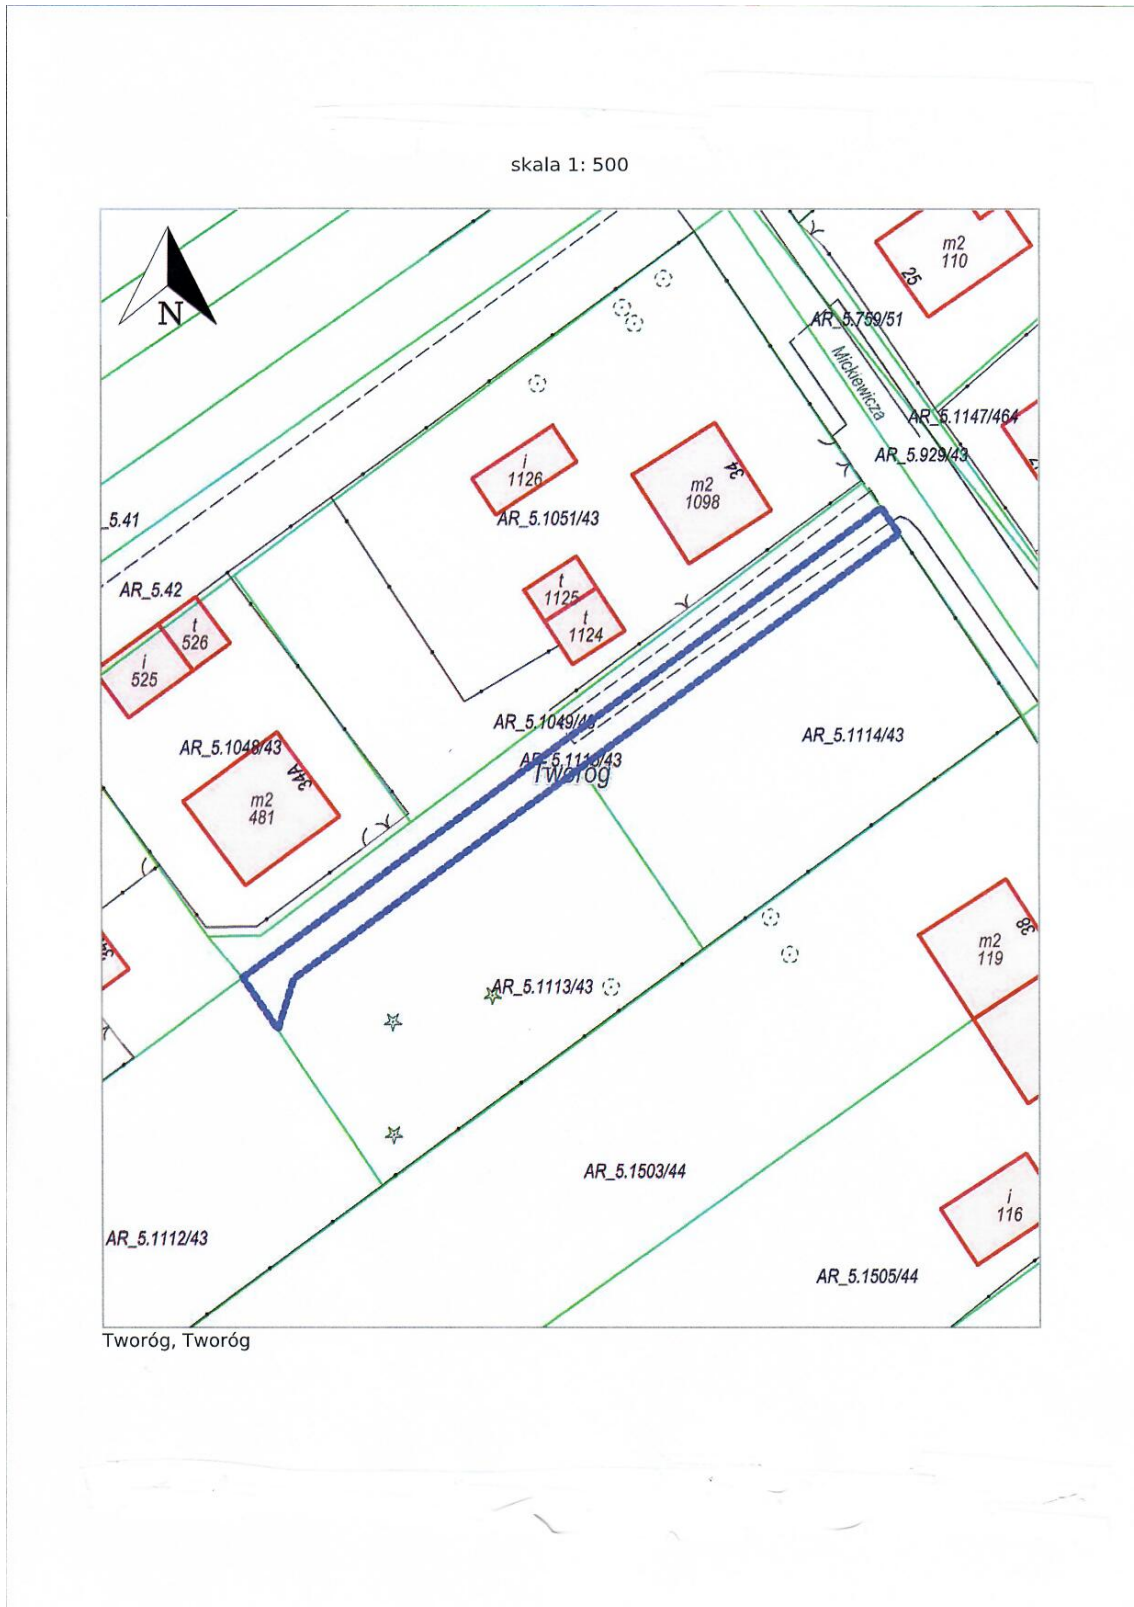 skala 1: 500
N
m2
110
25
AR_5.759/51
Mickiewicza
AR_5.1147/464
AR_5.929/43
i
1126
34
m2
1098
AR_5.1051/43
_5.41
AR_5.42
t
1125
t
1124
t
526
i
525
AR_5.1049/43
AR_5.1114/43
AR_5.1048/43
34A
m2
481
Tworóg
38
m2
119
AR_5.1113/43
AR_5.1503/44
i
116
AR_5.1112/43
AR_5.1505/44
Tworóg, Tworóg